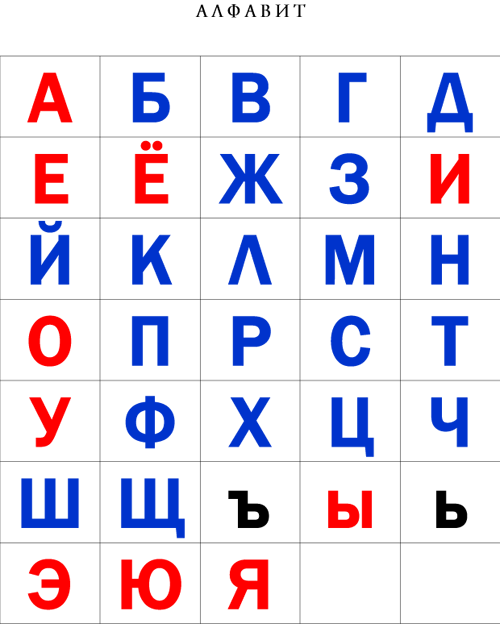 АЛФАВИТ
А Б В Г Д
Е Ё Ж З И
Й К Л М Н
О П Р С Т
У Ф Х Ц Ч
Ш Щ Ъ Ы Ь
Э Ю Я